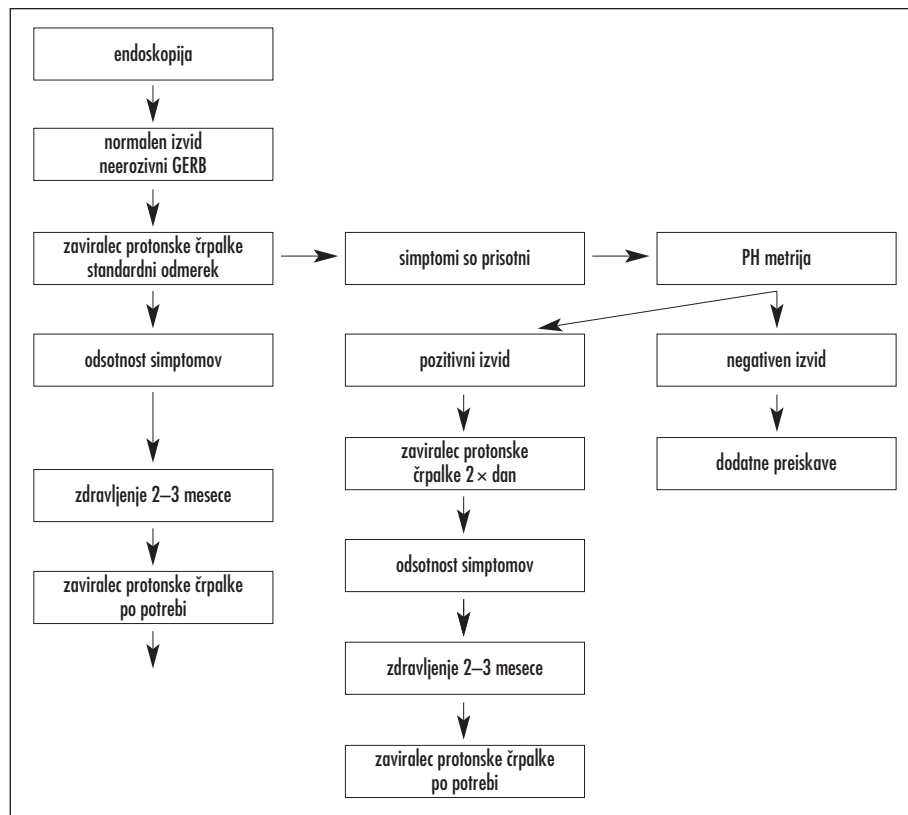 endoskopija
normalen izvid
neerozivni GERB
zaviralec protonske črpalke
standardni odmerek
simptomi so prisotni
PH metrija
odsotnost simptomov
pozitivni izvid
negativen izvid
zaviralec protonske
črpalke 2 × dan
dodatne preiskave
zdravljenje 2–3 mesece
odsotnost simptomov
zaviralec protonske črpalke
po potrebi
zdravljenje 2–3 mesece
zaviralec protonske črpalke
po potrebi